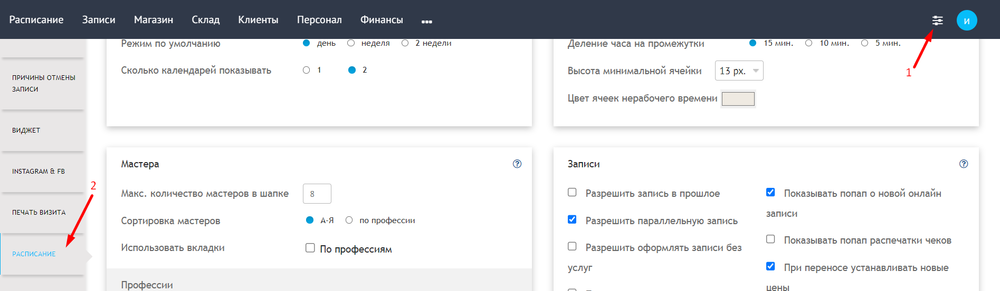 Расписание Записи Магазин Склад Клиенты Персонал Финансы ... и
1
2
ПРИЧИНЫ ОТМЕНЫ
ЗАПИСИ
ВИДЖЕТ
INSTAGRAM & FB
ПЕЧАТЬ ВИЗИТА
РАСПИСАНИЕ
Режим по умолчанию день неделя 2 недели
Сколько календарей показывать 1 2
Деление часа на промежутки 15 мин. 10 мин. 5 мин.
Высота минимальной ячейки 13 px.
Цвет ячеек нерабочего времени
Мастера ?
Макс. количество мастеров в шапке 8
Сортировка мастеров А-Я по профессии
Использовать вкладки По профессиям
Профессии
Записи ?
Разрешить запись в прошлое
Разрешить параллельную запись
Разрешить оформлять записи без
услуг
Показывать попап о новой онлайн
записи
Показывать попап распечатки чеков
При переносе устанавливать новые
цены